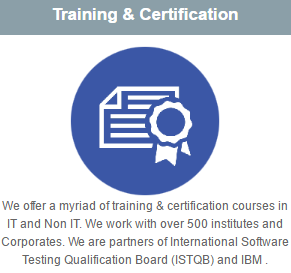 Training & Certification
We offer a myriad of training & certification courses in
IT and Non IT. We work with over 500 institutes and
Corporates. We are partners of International Software
Testing Qualification Board (ISTQB) and IBM .